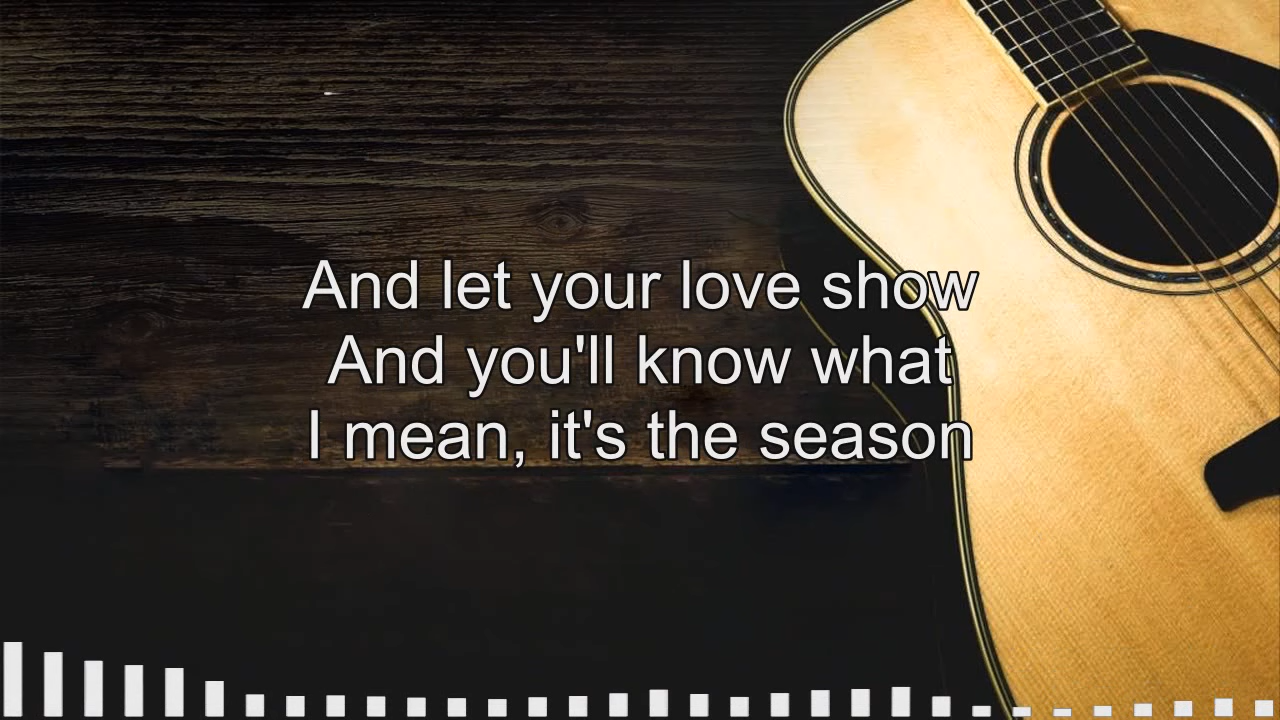 And let your love show
And you'll know what
I mean, it's the season